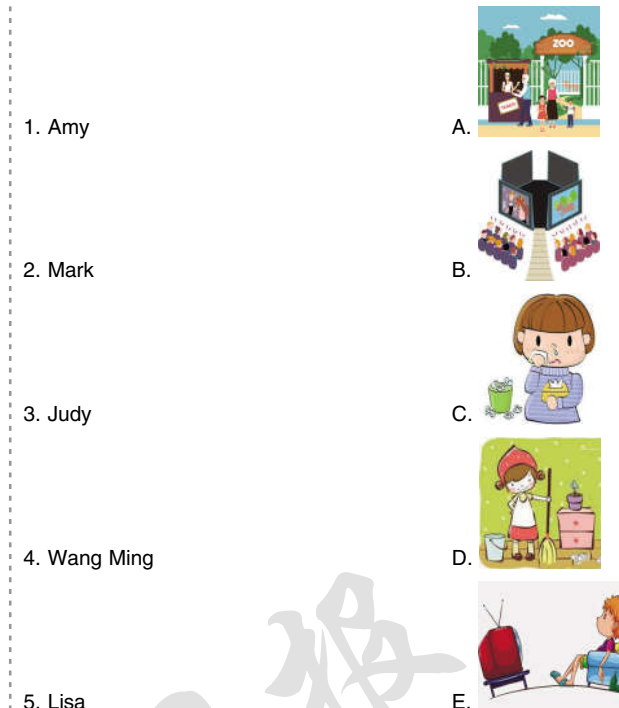 ZOO
1. Amy
A.
2. Mark
B.
3. Judy
C.
4. Wang Ming
D.
5. Lisa
E.